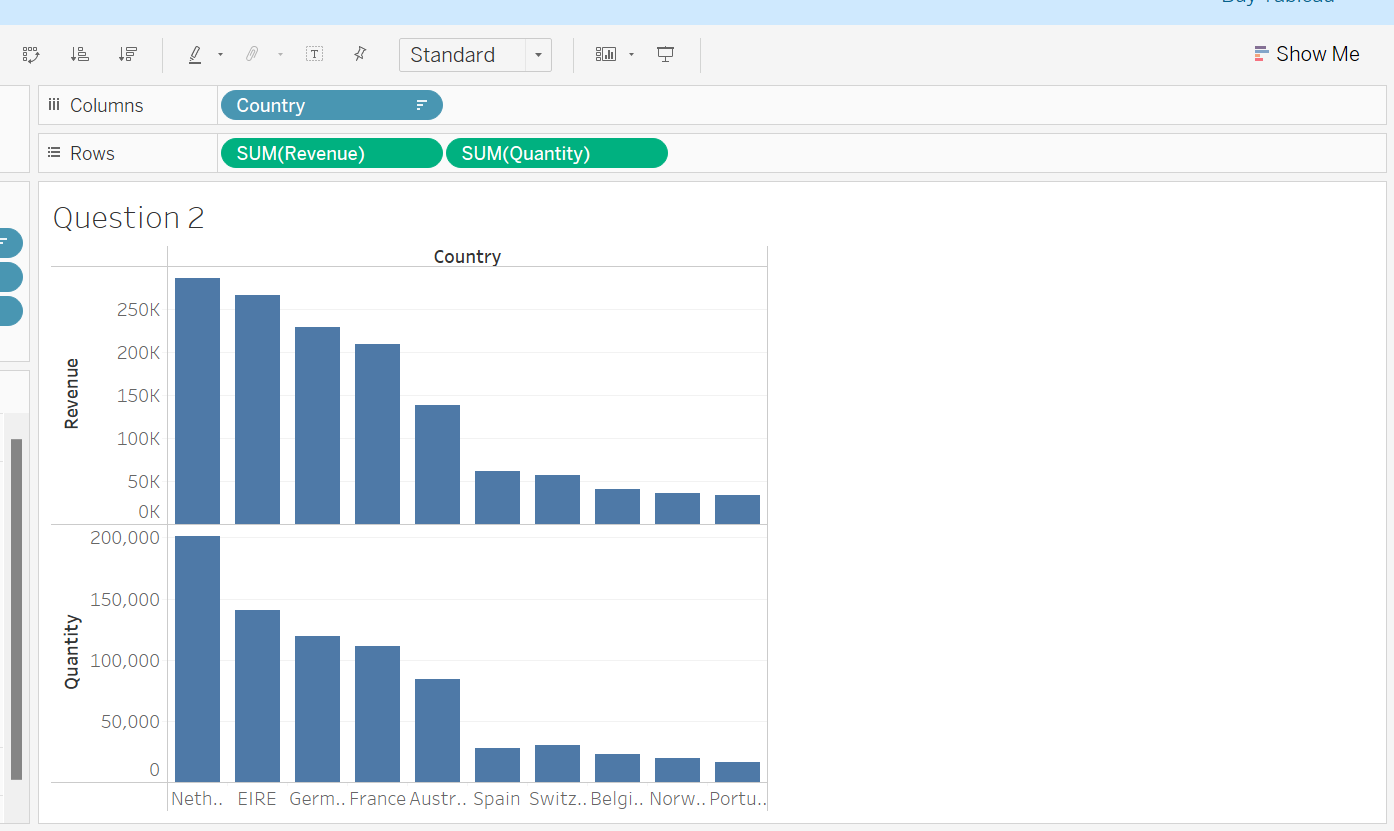 Buy Tableau
Standard
Show Me
Columns
Country
Rows
SUM(Revenue)
SUM(Quantity)
Question 2
Country
Revenue
250K
200K
150K
100K
50K
0K
Quantity
200,000
150,000
100,000
50,000
0
Neth.. EIRE Germ.. France Austr.. Spain Switz.. Belgi.. Norw.. Portu..